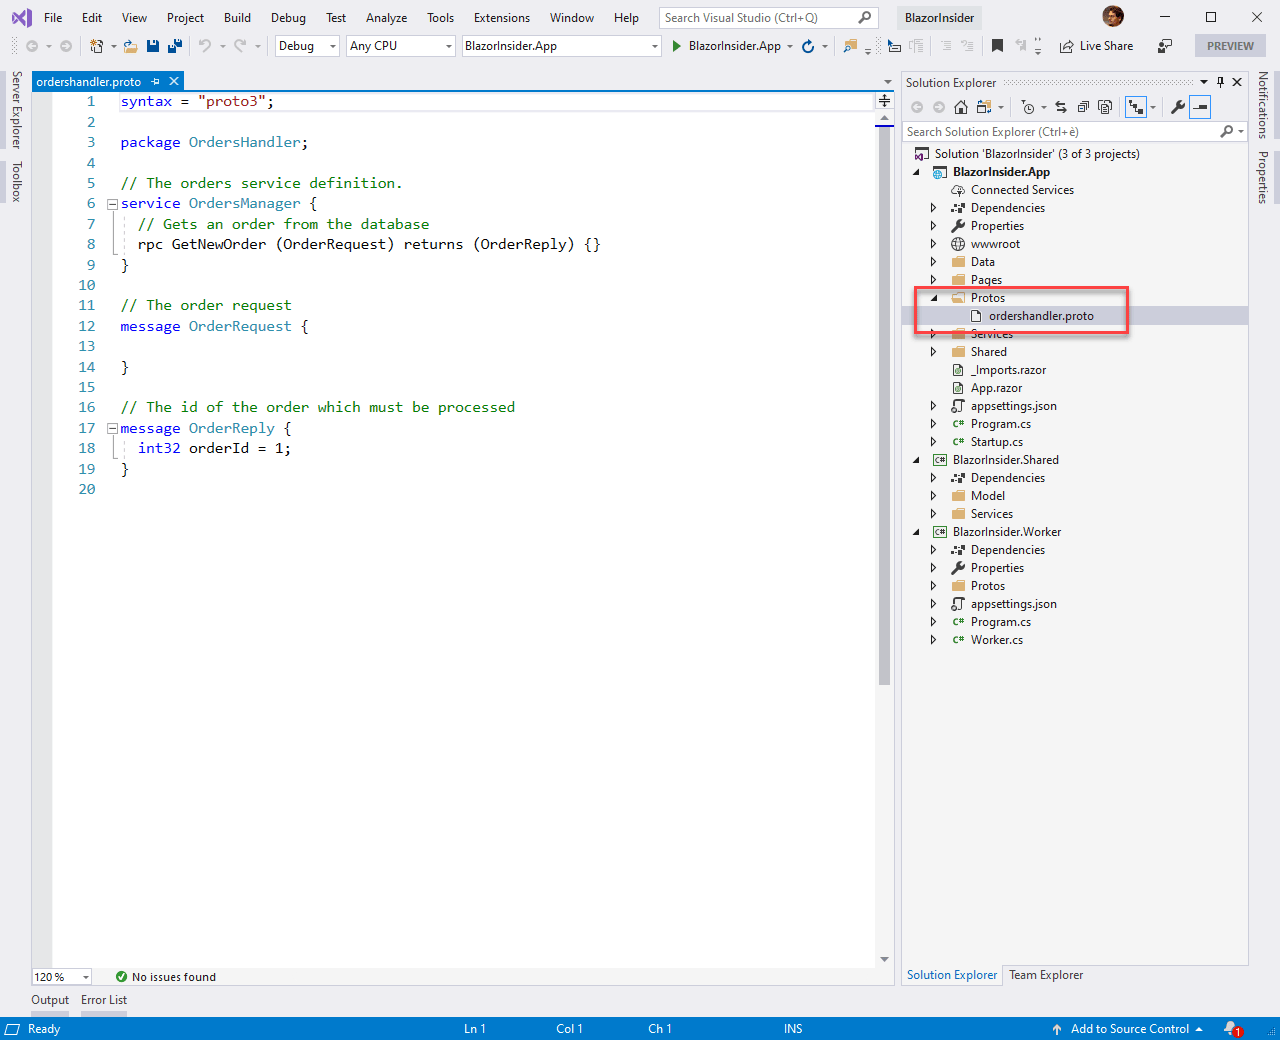 File Edit View Project Build Debug Test Analyze Tools Extensions Window Help Search Visual Studio (Ctrl+Q) BlazorInsider
Debug Any CPU BlazorInsider.App BlazorInsider.App Live Share PREVIEW
Server Explorer
Toolbox
ordershandler.proto
1 syntax = "proto3";
2
3 package OrdersHandler;
4
5 // The orders service definition.
6 service OrdersManager {
7 // Gets an order from the database
8 rpc GetNewOrder (OrderRequest) returns (OrderReply) {}
9 }
10
11 // The order request
12 message OrderRequest {
13
14 }
15
16 // The id of the order which must be processed
17 message OrderReply {
18 int32 orderId = 1;
19 }
20
120 % No issues found
Solution Explorer
Search Solution Explorer (Ctrl+è)
Solution 'BlazorInsider' (3 of 3 projects)
BlazorInsider.App
Connected Services
Dependencies
Properties
wwwroot
Data
Pages
Protos
ordershandler.proto
Services
Shared
_Imports.razor
App.razor
appsettings.json
C# Program.cs
C# Startup.cs
C# BlazorInsider.Shared
Dependencies
Model
Services
C# BlazorInsider.Worker
Dependencies
Properties
Protos
appsettings.json
C# Program.cs
C# Worker.cs
Solution Explorer Team Explorer
Notifications
Properties
Output Error List
Ready Ln 1 Col 1 Ch 1 INS Add to Source Control 1